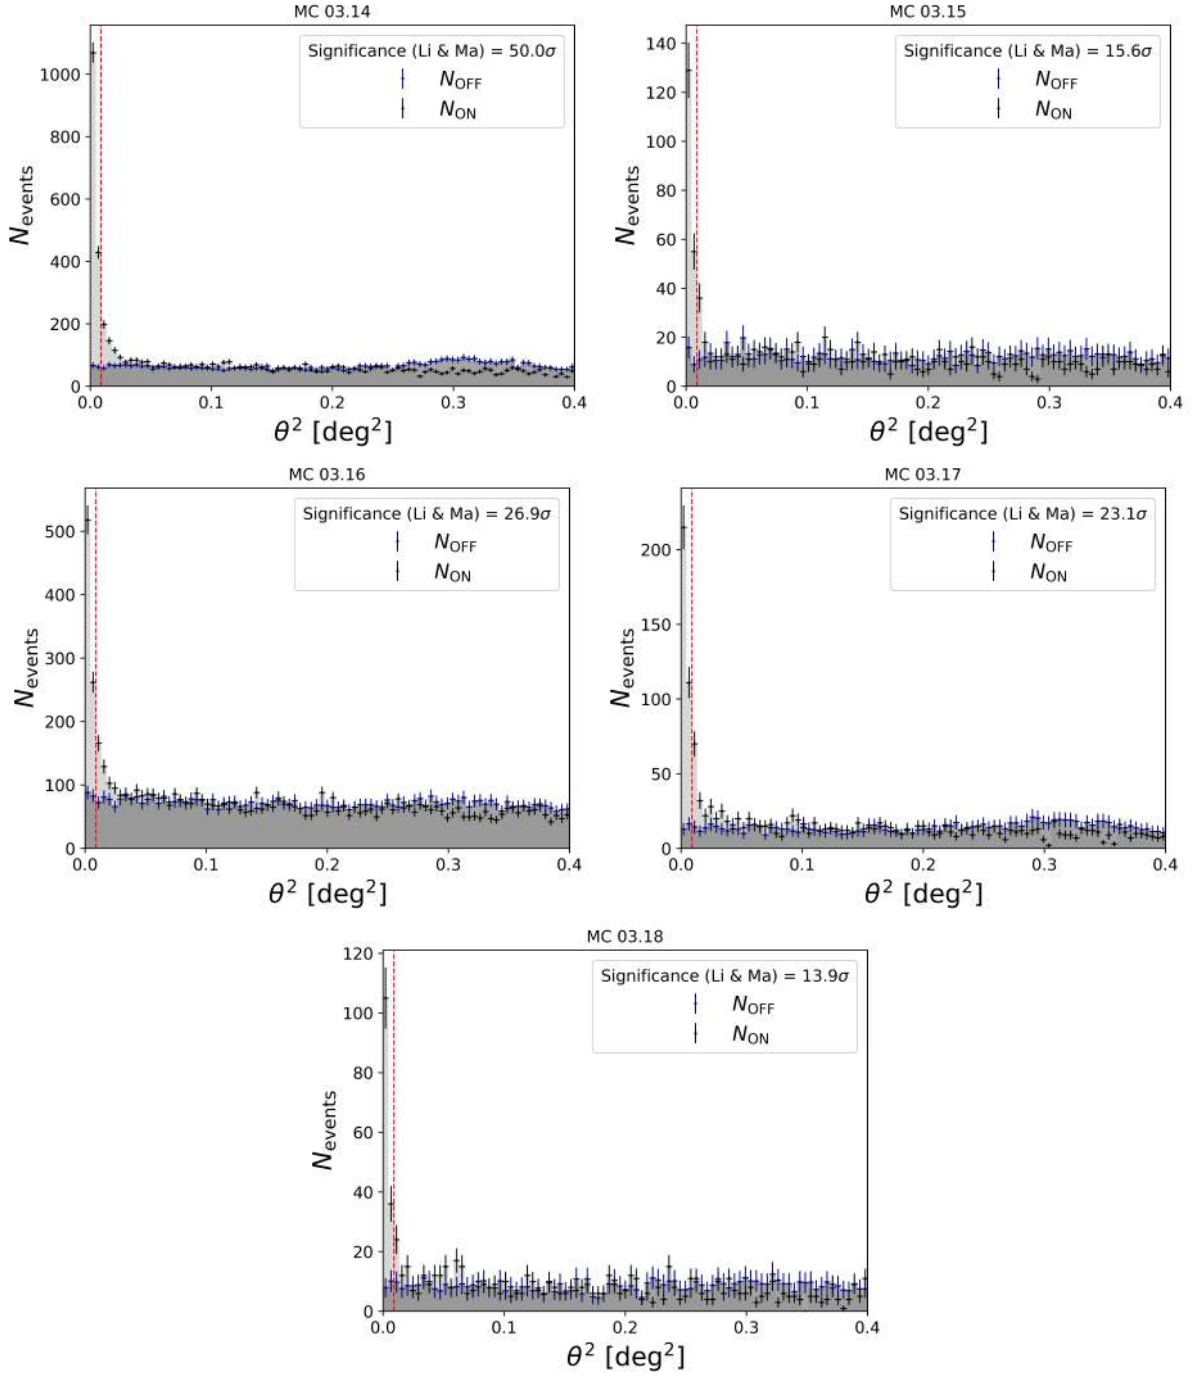 MC 03.14
Significance (Li & Ma) = 50.0σ
N_OFF
N_ON
1000
800
600
400
200
0
N_events
0.0 0.1 0.2 0.3 0.4
θ² [deg²]
MC 03.15
Significance (Li & Ma) = 15.6σ
N_OFF
N_ON
140
120
100
80
60
40
20
0
N_events
0.0 0.1 0.2 0.3 0.4
θ² [deg²]
MC 03.16
Significance (Li & Ma) = 26.9σ
N_OFF
N_ON
500
400
300
200
100
0
N_events
0.0 0.1 0.2 0.3 0.4
θ² [deg²]
MC 03.17
Significance (Li & Ma) = 23.1σ
N_OFF
N_ON
200
150
100
50
0
N_events
0.0 0.1 0.2 0.3 0.4
θ² [deg²]
MC 03.18
Significance (Li & Ma) = 13.9σ
N_OFF
N_ON
120
100
80
60
40
20
0
N_events
0.0 0.1 0.2 0.3 0.4
θ² [deg²]